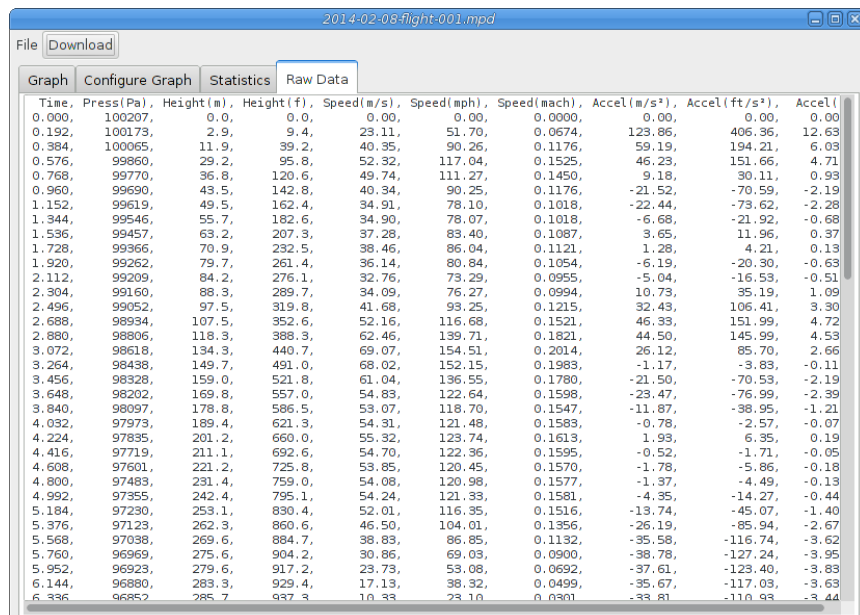 2014-02-08-flight-001.mpd
File Download
Graph Configure Graph Statistics Raw Data
Time, Press(Pa), Height(m), Height(f), Speed(m/s), Speed(mph), Speed(mach), Accel(m/s²), Accel(ft/s²), Accel(
0.000, 100207, 0.0, 0.0, 0.00, 0.00, 0.0000, 0.00, 0.00, 0.00
0.192, 100173, 2.9, 9.4, 23.11, 51.70, 0.0674, 123.86, 406.36, 12.63
0.384, 100065, 11.9, 39.2, 40.35, 90.26, 0.1176, 59.19, 194.21, 6.03
0.576, 99860, 29.2, 95.8, 52.32, 117.04, 0.1525, 46.23, 151.66, 4.71
0.768, 99770, 36.8, 120.6, 49.74, 111.27, 0.1450, 9.18, 30.11, 0.93
0.960, 99690, 43.5, 142.8, 40.34, 90.25, 0.1176, -21.52, -70.59, -2.19
1.152, 99619, 49.5, 162.4, 34.91, 78.10, 0.1018, -22.44, -73.62, -2.28
1.344, 99546, 55.7, 182.6, 34.90, 78.07, 0.1018, -6.68, -21.92, -0.68
1.536, 99457, 63.2, 207.3, 37.28, 83.40, 0.1087, 3.65, 11.96, 0.37
1.728, 99366, 70.9, 232.5, 38.46, 86.04, 0.1121, 1.28, 4.21, 0.13
1.920, 99262, 79.7, 261.4, 36.14, 80.84, 0.1054, -6.19, -20.30, -0.63
2.112, 99209, 84.2, 276.1, 32.76, 73.29, 0.0955, -5.04, -16.53, -0.51
2.304, 99160, 88.3, 289.7, 34.09, 76.27, 0.0994, 10.73, 35.19, 1.09
2.496, 99052, 97.5, 319.8, 41.68, 93.25, 0.1215, 32.43, 106.41, 3.30
2.688, 98934, 107.5, 352.6, 52.16, 116.68, 0.1521, 46.33, 151.99, 4.72
2.880, 98806, 118.3, 388.3, 62.46, 139.71, 0.1821, 44.50, 145.99, 4.53
3.072, 98618, 134.3, 440.7, 69.07, 154.51, 0.2014, 26.12, 85.70, 2.66
3.264, 98438, 149.7, 491.0, 68.02, 152.15, 0.1983, -1.17, -3.83, -0.11
3.456, 98328, 159.0, 521.8, 61.04, 136.55, 0.1780, -21.50, -70.53, -2.19
3.648, 98202, 169.8, 557.0, 54.83, 122.64, 0.1598, -23.47, -76.99, -2.39
3.840, 98097, 178.8, 586.5, 53.07, 118.70, 0.1547, -11.87, -38.95, -1.21
4.032, 97973, 189.4, 621.3, 54.31, 121.48, 0.1583, -0.78, -2.57, -0.07
4.224, 97835, 201.2, 660.0, 55.32, 123.74, 0.1613, 1.93, 6.35, 0.19
4.416, 97719, 211.1, 692.6, 54.70, 122.36, 0.1595, -0.52, -1.71, -0.05
4.608, 97601, 221.2, 725.8, 53.85, 120.45, 0.1570, -1.78, -5.86, -0.18
4.800, 97483, 231.4, 759.0, 54.08, 120.98, 0.1577, -1.37, -4.49, -0.13
4.992, 97355, 242.4, 795.1, 54.24, 121.33, 0.1581, -4.35, -14.27, -0.44
5.184, 97230, 253.1, 830.4, 52.01, 116.35, 0.1516, -13.74, -45.07, -1.40
5.376, 97123, 262.3, 860.6, 46.50, 104.01, 0.1356, -26.19, -85.94, -2.67
5.568, 97038, 269.6, 884.7, 38.83, 86.85, 0.1132, -35.58, -116.74, -3.62
5.760, 96969, 275.6, 904.2, 30.86, 69.03, 0.0900, -38.78, -127.24, -3.95
5.952, 96923, 279.6, 917.2, 23.73, 53.08, 0.0692, -37.61, -123.40, -3.83
6.144, 96880, 283.3, 929.4, 17.13, 38.32, 0.0499, -35.67, -117.03, -3.63
6.336, 96852, 285.7, 937.3, 10.33, 23.10, 0.0301, -33.81, -110.93, -3.44